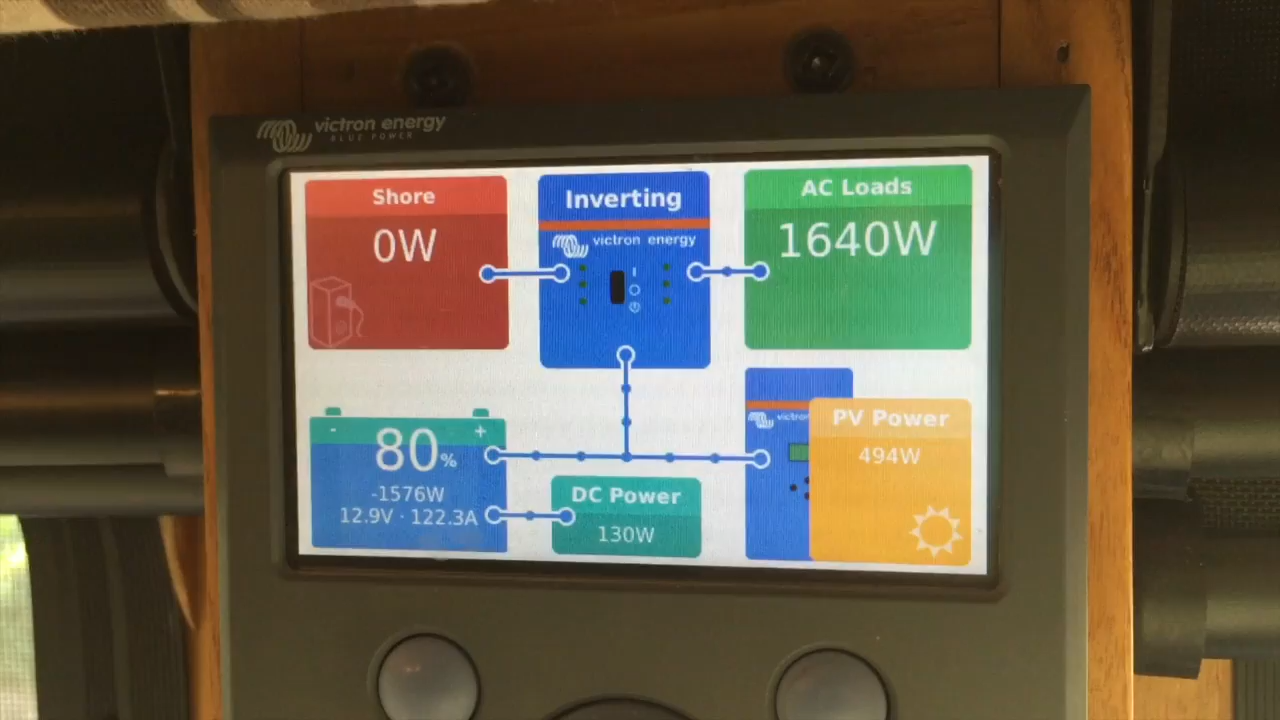 victron energy
BLUE POWER
Shore
0W
Inverting
victron energy
AC Loads
1640W
- +
80%
-1576W
12.9V · 122.3A
DC Power
130W
victron
PV Power
494W